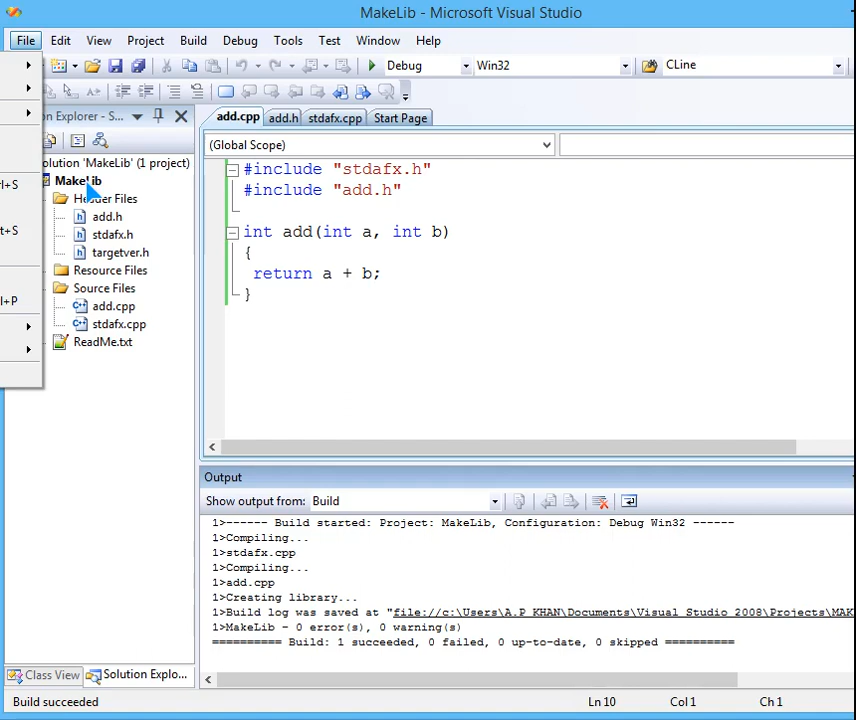 MakeLib - Microsoft Visual Studio
File Edit View Project Build Debug Tools Test Window Help
Debug Win32 CLine
on Explorer - S...
add.cpp add.h stdafx.cpp Start Page
(Global Scope)
olution 'MakeLib' (1 project)
MakeLib
Header Files
add.h
stdafx.h
targetver.h
Resource Files
Source Files
add.cpp
stdafx.cpp
ReadMe.txt
rl+S
t+S
l+P
#include "stdafx.h"
#include "add.h"
int add(int a, int b)
{
return a + b;
}
Output
Show output from: Build
1>------ Build started: Project: MakeLib, Configuration: Debug Win32 ------
1>Compiling...
1>stdafx.cpp
1>Compiling...
1>add.cpp
1>Creating library...
1>Build log was saved at "file://c:\Users\A.P KHAN\Documents\Visual Studio 2008\Projects\MAK
1>MakeLib - 0 error(s), 0 warning(s)
========== Build: 1 succeeded, 0 failed, 0 up-to-date, 0 skipped ==========
Class View Solution Explo...
Build succeeded Ln 10 Col 1 Ch 1